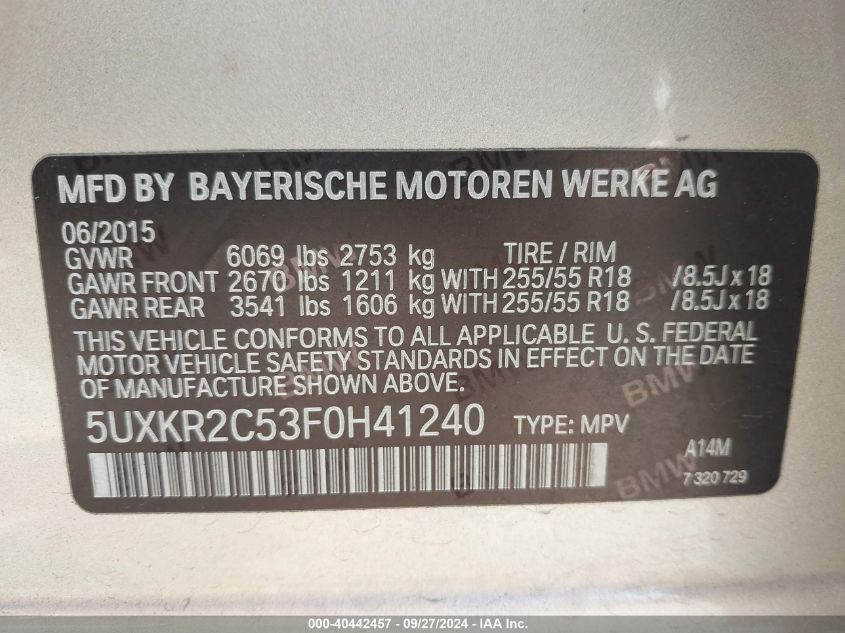 MFD BY BAYERISCHE MOTOREN WERKE AG
06/2015
GVWR 6069 lbs 2753 kg TIRE / RIM
GAWR FRONT 2670 lbs 1211 kg WITH 255/55 R18 /8.5J x 18
GAWR REAR 3541 lbs 1606 kg WITH 255/55 R18 /8.5J x 18
THIS VEHICLE CONFORMS TO ALL APPLICABLE U. S. FEDERAL
MOTOR VEHICLE SAFETY STANDARDS IN EFFECT ON THE DATE
OF MANUFACTURE SHOWN ABOVE.
5UXKR2C53F0H41240 TYPE: MPV
A14M
7 320 729
000-40442457 - 09/27/2024 - IAAI.COM